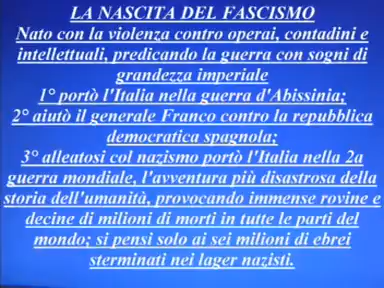 LA NASCITA DEL FASCISMO
Nato con la violenza contro operai, contadini e
intellettuali, predicando la guerra con sogni di
grandezza imperiale
1° portò l'Italia nella guerra d'Abissinia;
2° aiutò il generale Franco contro la repubblica
democratica spagnola;
3° alleatosi col nazismo portò l'Italia nella 2a
guerra mondiale, l'avventura più disastrosa della
storia dell'umanità, provocando immense rovine e
decine di milioni di morti in tutte le parti del
mondo; si pensi solo ai sei milioni di ebrei
sterminati nei lager nazisti.